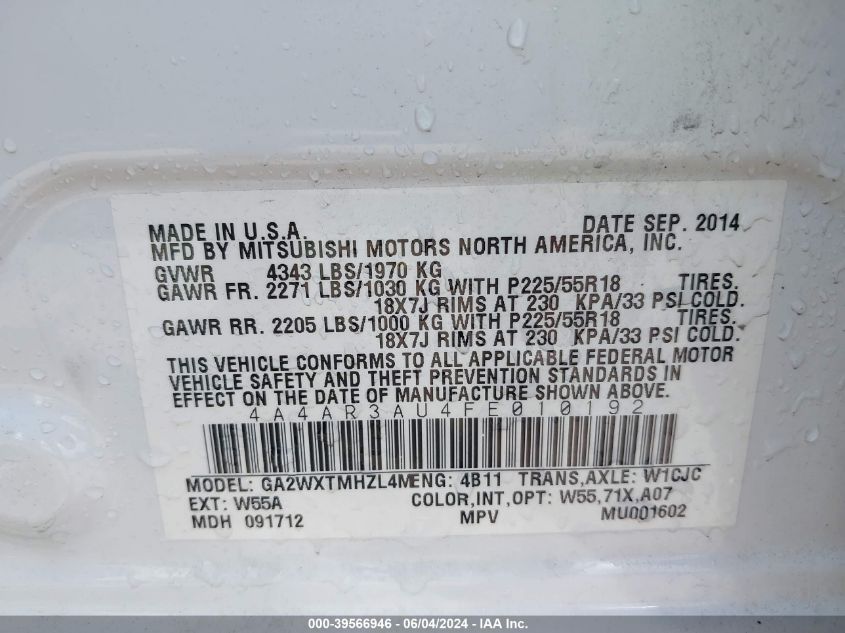 MADE IN U.S.A. DATE SEP. 2014
MFD BY MITSUBISHI MOTORS NORTH AMERICA, INC.
GVWR 4343 LBS/1970 KG
GAWR FR. 2271 LBS/1030 KG WITH P225/55R18 TIRES.
18X7J RIMS AT 230 KPA/33 PSI COLD.
GAWR RR. 2205 LBS/1000 KG WITH P225/55R18 TIRES.
18X7J RIMS AT 230 KPA/33 PSI COLD.
THIS VEHICLE CONFORMS TO ALL APPLICABLE FEDERAL MOTOR
VEHICLE SAFETY AND THEFT PREVENTION STANDARDS IN
EFFECT ON THE DATE OF MANUFACTURE SHOWN ABOVE.
4A4AR3AU4FE010192
MODEL: GA2WXTMHZL4M ENG: 4B11 TRANS,AXLE: W1CJC
EXT: W55A COLOR,INT,OPT: W55,71X,A07
MDH 091712 MPV MU001602
000-39566946 - 06/04/2024 - IAA Inc.